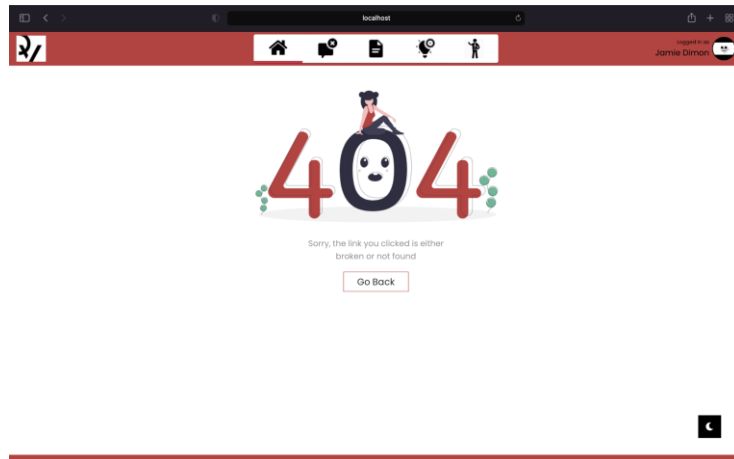 localhost
Logged in as
Jamie Dimon
404
Sorry, the link you clicked is either
broken or not found
Go Back